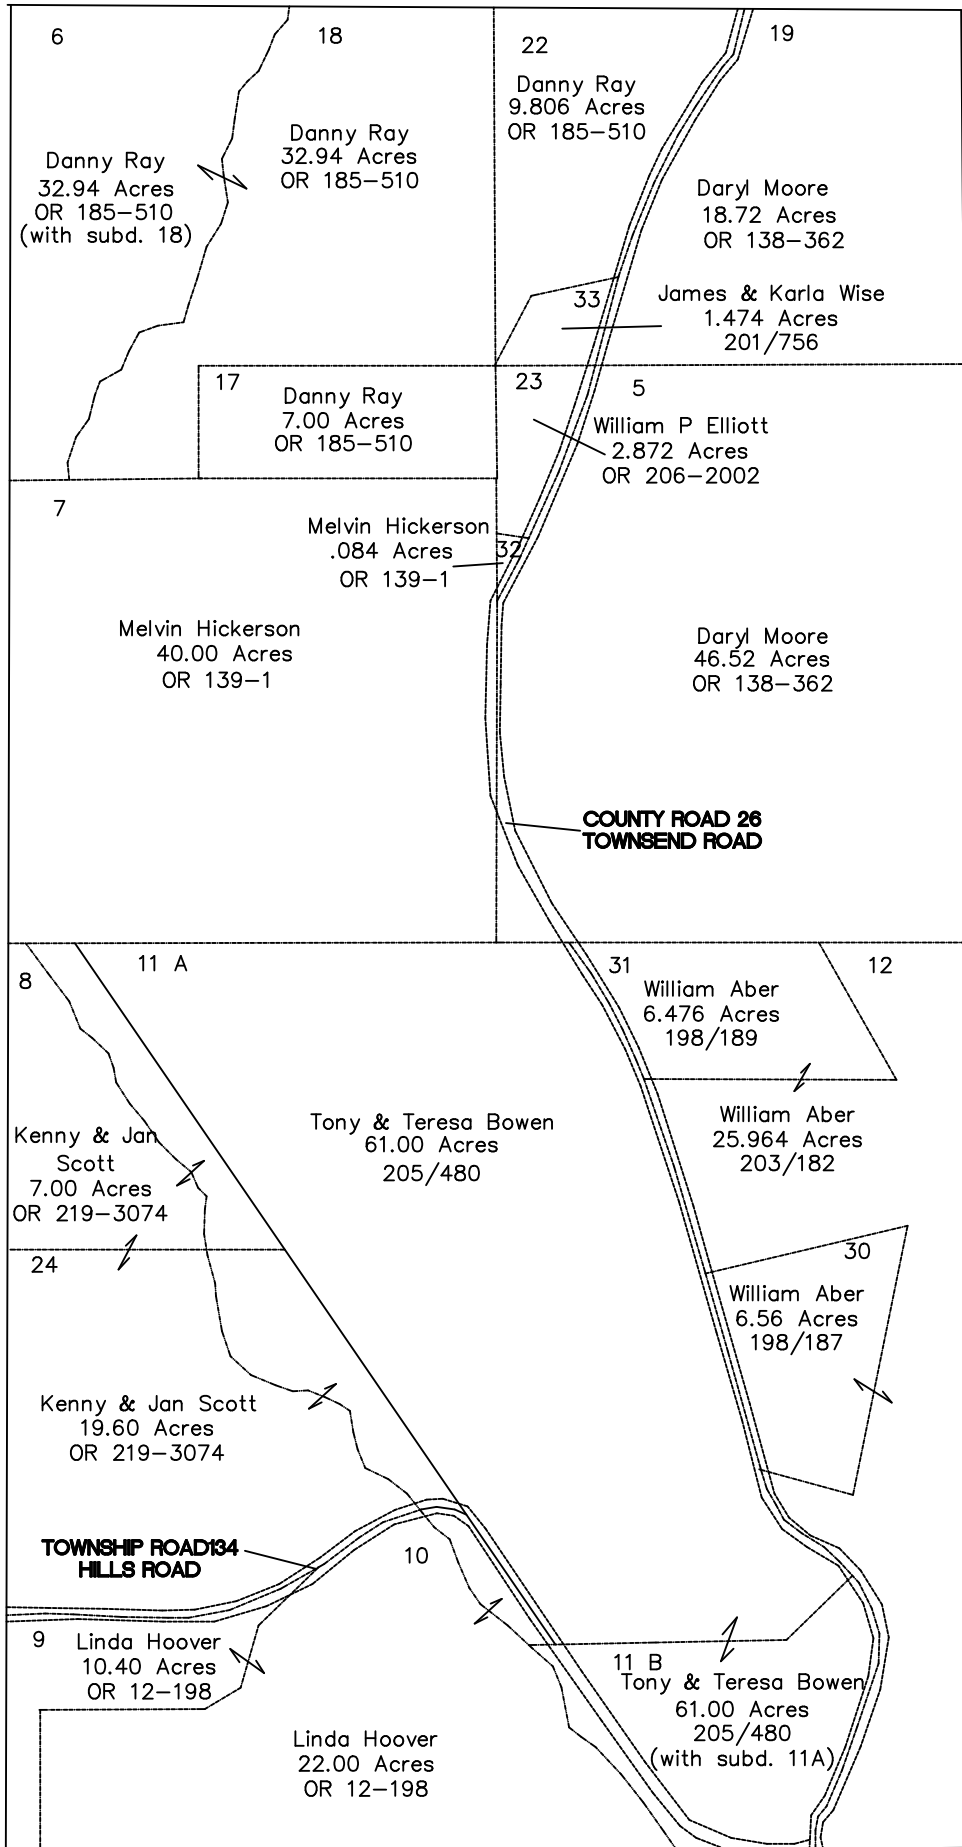 6
18
22
19
Danny Ray
9.806 Acres
OR 185-510
Danny Ray
32.94 Acres
OR 185-510
Danny Ray
32.94 Acres
OR 185-510
(with subd. 18)
Daryl Moore
18.72 Acres
OR 138-362
33
James & Karla Wise
1.474 Acres
201/756
17
Danny Ray
7.00 Acres
OR 185-510
23
5
William P Elliott
2.872 Acres
OR 206-2002
7
Melvin Hickerson
.084 Acres
OR 139-1
32
Melvin Hickerson
40.00 Acres
OR 139-1
Daryl Moore
46.52 Acres
OR 138-362
COUNTY ROAD 26
TOWNSEND ROAD
8
11 A
31
12
William Aber
6.476 Acres
198/189
Kenny & Jan
Scott
7.00 Acres
OR 219-3074
Tony & Teresa Bowen
61.00 Acres
205/480
William Aber
25.964 Acres
203/182
24
30
William Aber
6.56 Acres
198/187
Kenny & Jan Scott
19.60 Acres
OR 219-3074
TOWNSHIP ROAD134
HILLS ROAD
10
9
Linda Hoover
10.40 Acres
OR 12-198
11 B
Tony & Teresa Bowen
61.00 Acres
205/480
(with subd. 11A)
Linda Hoover
22.00 Acres
OR 12-198